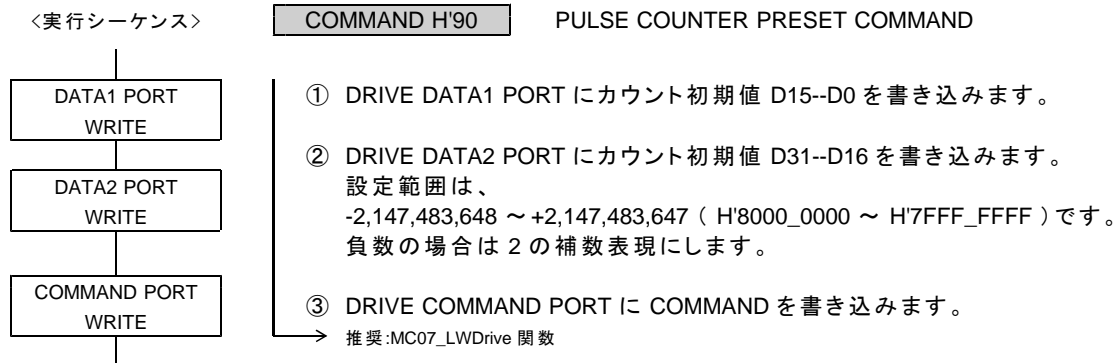 <実行シーケンス>
COMMAND H'90 PULSE COUNTER PRESET COMMAND
DATA1 PORT
WRITE
DATA2 PORT
WRITE
COMMAND PORT
WRITE
① DRIVE DATA1 PORT にカウント初期値 D15--D0 を書き込みます。
② DRIVE DATA2 PORT にカウント初期値 D31--D16 を書き込みます。
設定範囲は、
-2,147,483,648 ～ +2,147,483,647 ( H'8000_0000 ～ H'7FFF_FFFF ) です。
負数の場合は 2 の補数表現にします。
③ DRIVE COMMAND PORT に COMMAND を書き込みます。
推奨:MC07_LWDrive 関数